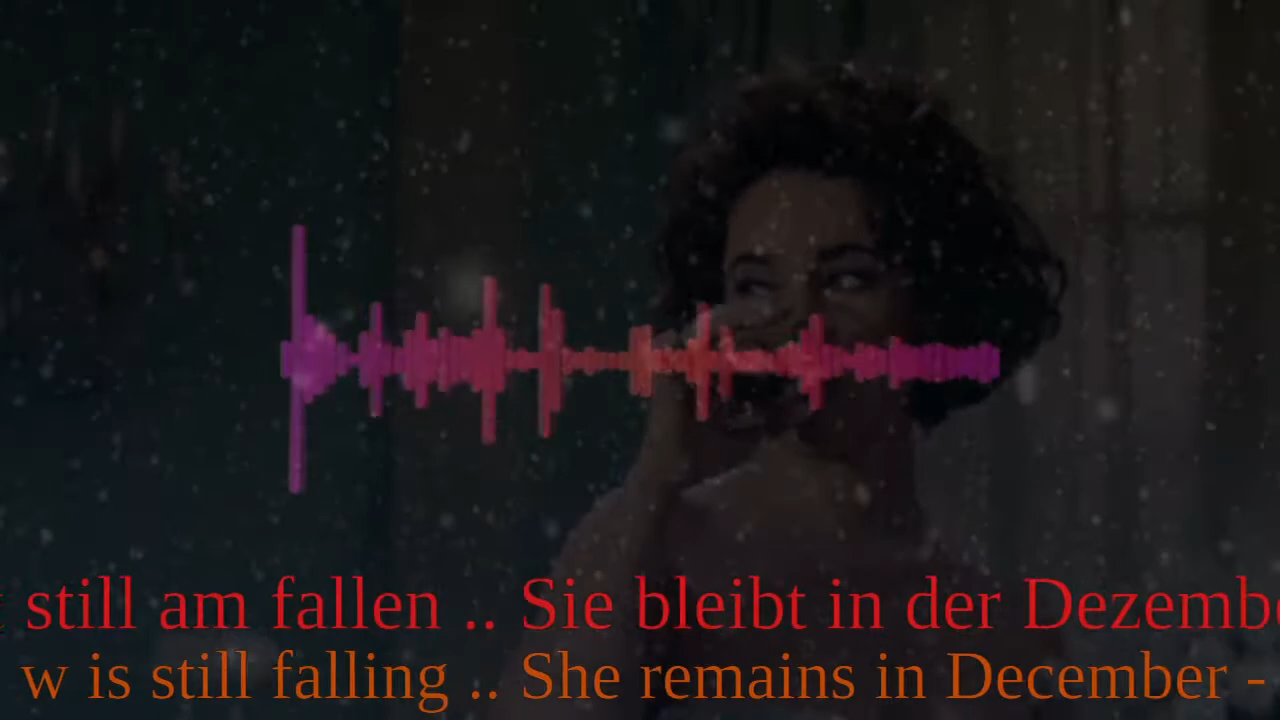 still am fallen .. Sie bleibt in der Dezemb
w is still falling .. She remains in December -